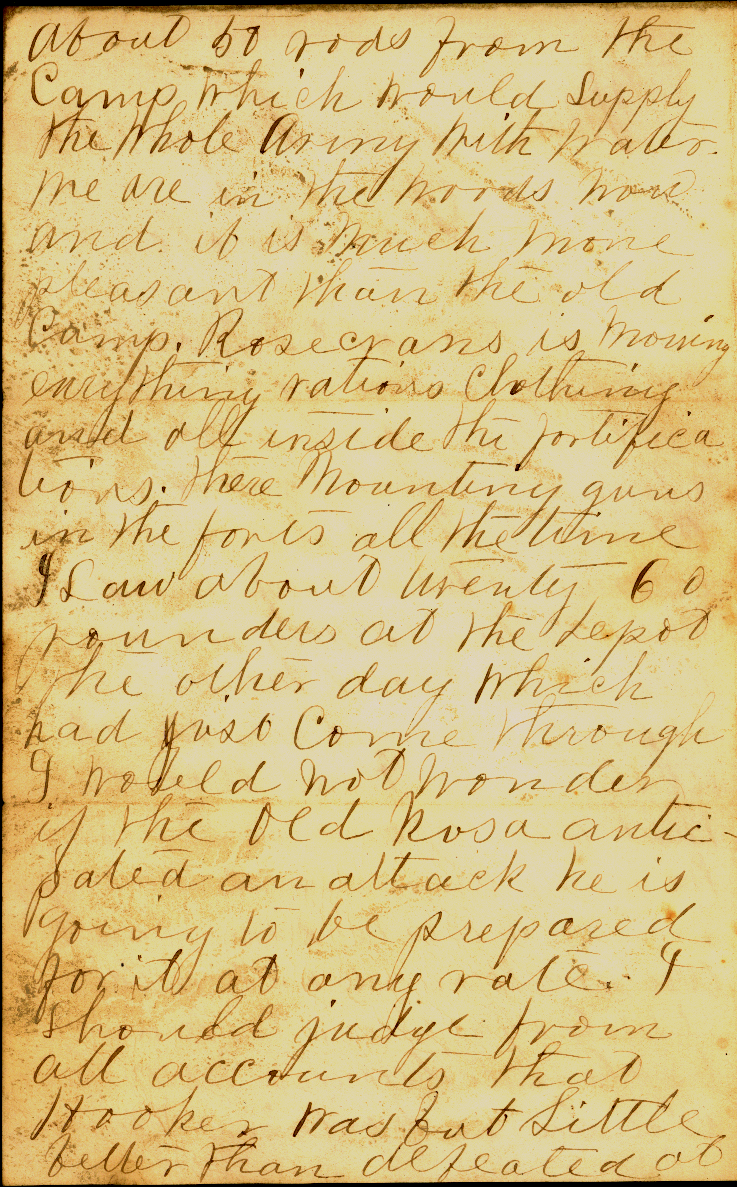 about 50 rods from the
Camp which would Supply
the whole Army with water.
We are in the woods now
and it is Much more
pleasant than the old
Camp. Rosecrans is moving
everything rations Clothing
and all inside the fortifica
tions. there Mounting guns
in the forts all the time
I Saw about twenty 60
pounders at the depot
the other day which
had just Come through
I would not wonder
if the Old Rosa antici-
pated an attack he is
going to be prepared
for it at any rate. I
Should judge from
all accounts that
Hooker was but Little
better than defeated at